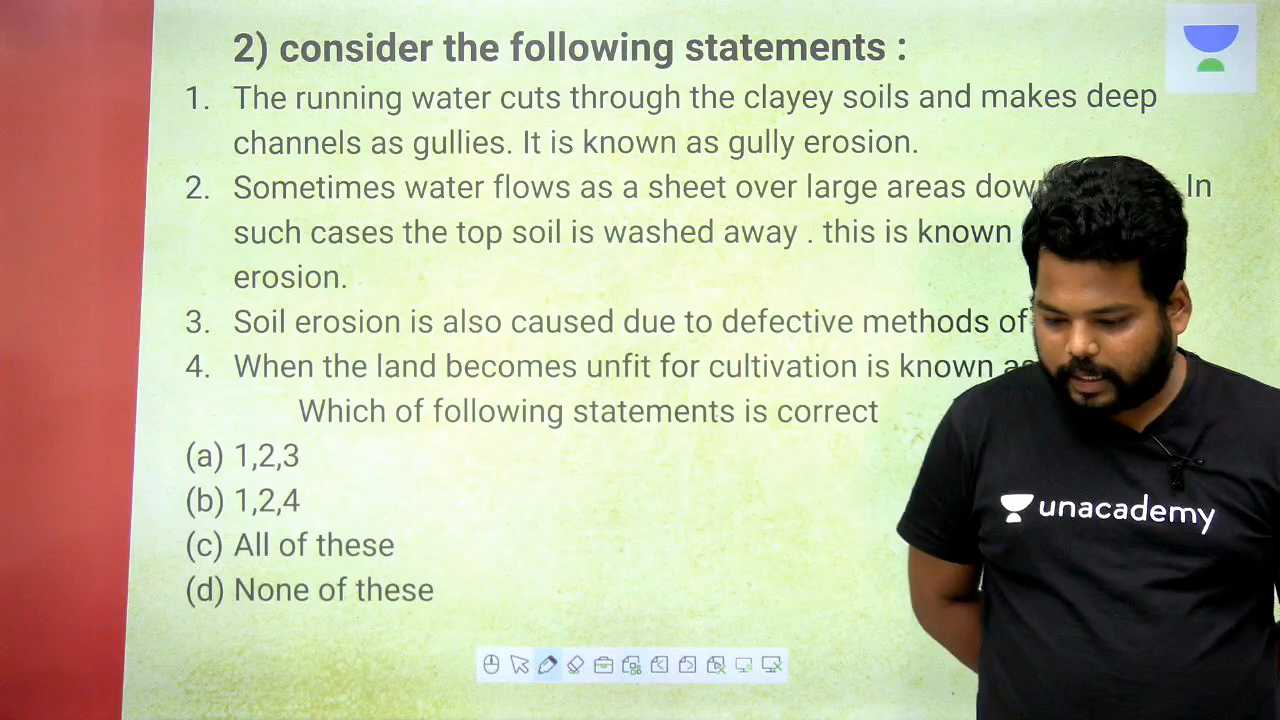 2) consider the following statements :
1. The running water cuts through the clayey soils and makes deep
channels as gullies. It is known as gully erosion.
2. Sometimes water flows as a sheet over large areas In
such cases the top soil is washed away . this is known
erosion.
3. Soil erosion is also caused due to defective methods of
4. When the land becomes unfit for cultivation is known
Which of following statements is correct
(a) 1,2,3
(b) 1,2,4
(c) All of these
(d) None of these
unacademy